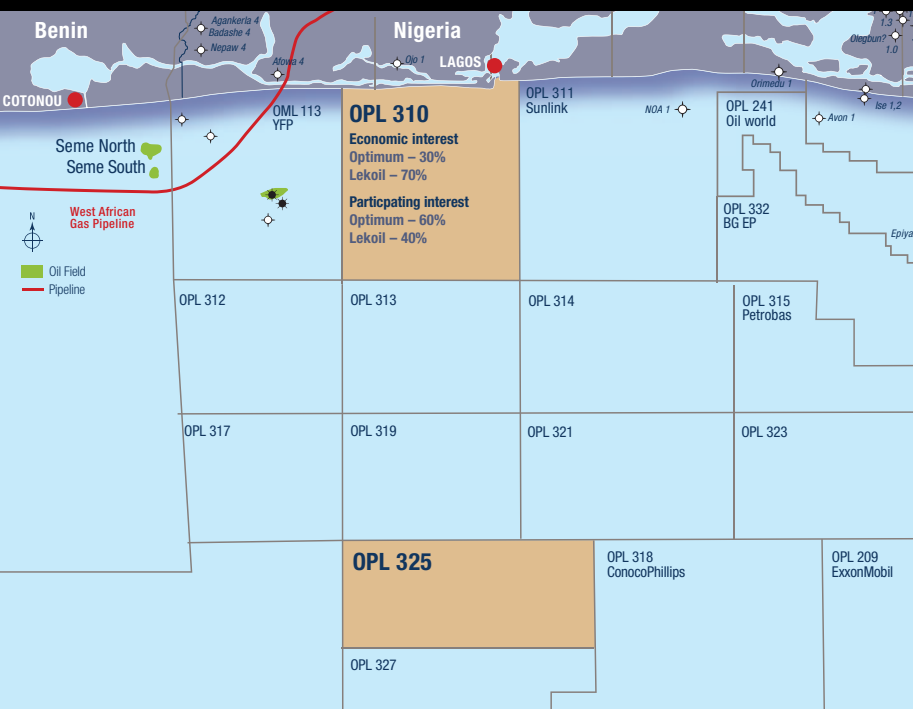 Benin
Nigeria
Agankeria 4
Badashe 4
Nepaw 4
Afowa 4
Ojo 1
LAGOS
1.3
Olegbun?
1.0
Orimedu 1
Ise 1,2
COTONOU
Seme North
Seme South
OML 113
YFP
OPL 310
Economic interest
Optimum – 30%
Lekoil – 70%
Partcpating interest
Optimum – 60%
Lekoil – 40%
OPL 311
Sunlink
NOA 1
OPL 241
Oil world
Avon 1
OPL 332
BG EP
Epiya
West African
Gas Pipeline
N
Oil Field
Pipeline
OPL 312
OPL 313
OPL 314
OPL 315
Petrobas
OPL 317
OPL 319
OPL 321
OPL 323
OPL 325
OPL 318
ConocoPhillips
OPL 209
ExxonMobil
OPL 327